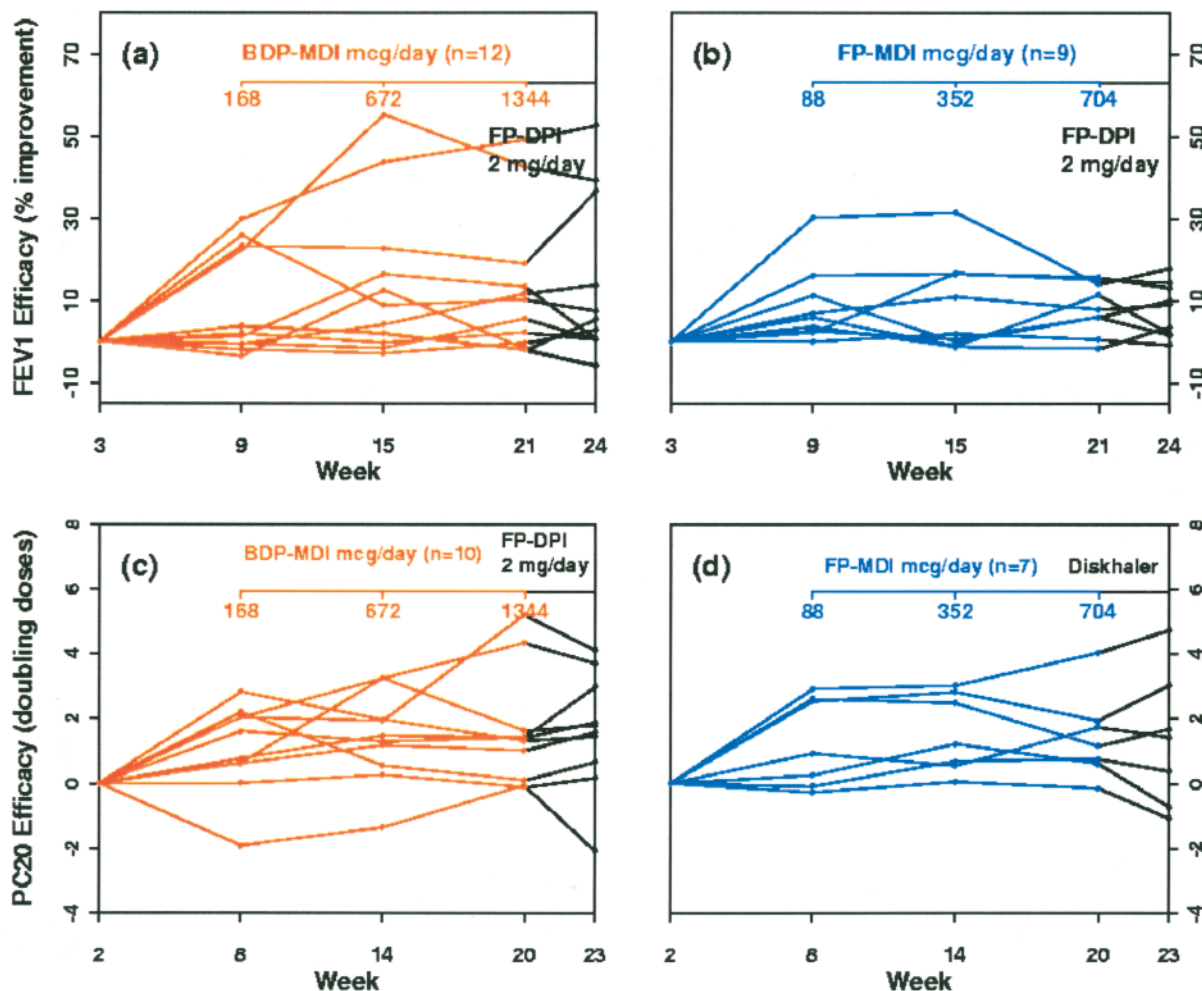 (a)
BDP-MDI mcg/day (n=12)
168 672 1344
FP-DPI
2 mg/day
FEV1 Efficacy (% improvement)
70
50
30
10
-10
3 9 15 21 24
Week
(b)
FP-MDI mcg/day (n=9)
88 352 704
FP-DPI
2 mg/day
70
50
30
10
-10
3 9 15 21 24
Week
(c)
BDP-MDI mcg/day (n=10)
168 672 1344
FP-DPI
2 mg/day
PC20 Efficacy (doubling doses)
8
6
4
2
0
-2
-4
2 8 14 20 23
Week
(d)
FP-MDI mcg/day (n=7)
Diskhaler
88 352 704
8
6
4
2
0
-2
-4
2 8 14 20 23
Week